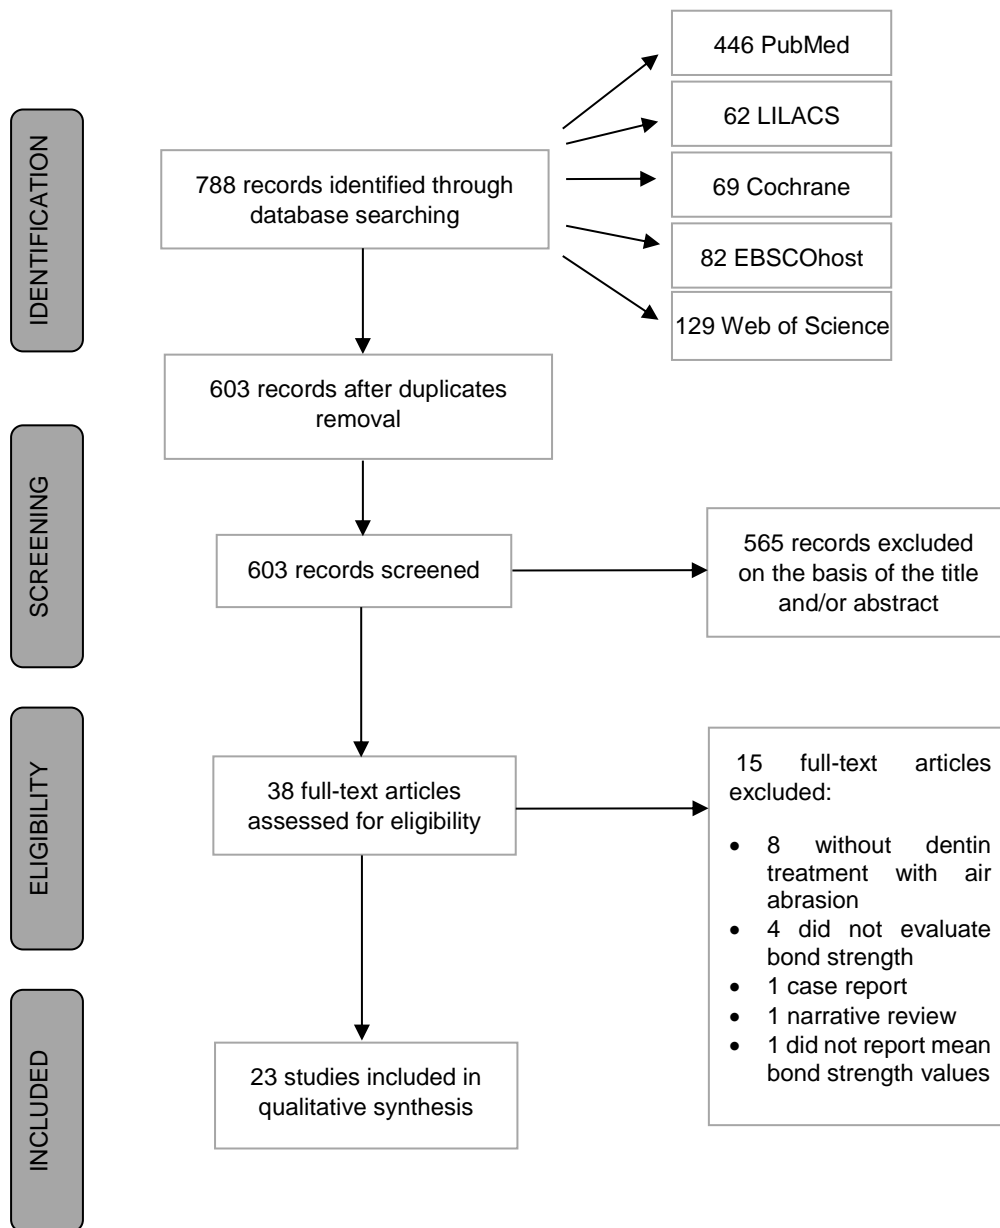 446 PubMed
62 LILACS
69 Cochrane
82 EBSCOhost
129 Web of Science
IDENTIFICATION
788 records identified through
database searching
603 records after duplicates
removal
SCREENING
603 records screened
565 records excluded
on the basis of the title
and/or abstract
ELIGIBILITY
38 full-text articles
assessed for eligibility
15 full-text articles
excluded:
• 8 without dentin
treatment with air
abrasion
• 4 did not evaluate
bond strength
• 1 case report
• 1 narrative review
• 1 did not report mean
bond strength values
INCLUDED
23 studies included in
qualitative synthesis